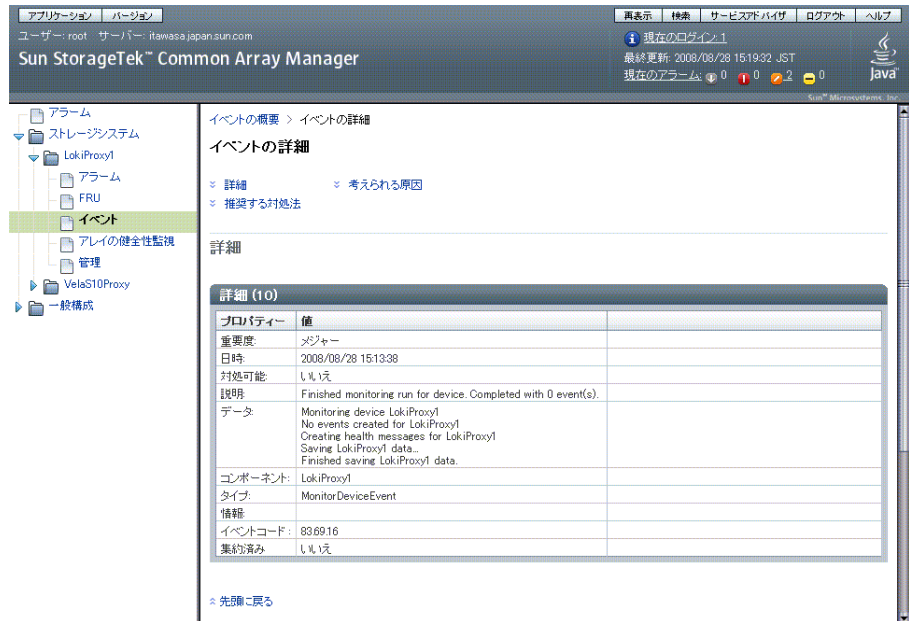 アプリケーション バージョン
再表示 検索 サービスアドバイザ ログアウト ヘルプ
ユーザー: root サーバー: itawasa.japan.sun.com
現在のログイン: 1
Sun StorageTek™ Common Array Manager
最終更新: 2008/08/28 15:19:32 JST
現在のアラーム: 0 0 2 0
Java™
Sun™ Microsystems, Inc.
アラーム
ストレージシステム
LokiProxy1
アラーム
FRU
イベント
アレイの健全性監視
管理
VelaS10Proxy
一般構成
イベントの概要 > イベントの詳細
イベントの詳細
詳細 考えられる原因
推奨する対処法
詳細
詳細 (10)
プロパティー 値
重要度: メジャー
日時: 2008/08/28 15:13:38
対処可能: いいえ
説明: Finished monitoring run for device. Completed with 0 event(s).
データ: Monitoring device LokiProxy1
No events created for LokiProxy1
Creating health messages for LokiProxy1
Saving LokiProxy1 data...
Finished saving LokiProxy1 data.
コンポーネント: LokiProxy1
タイプ: MonitorDeviceEvent
情報:
イベントコード: 83.69.16
集約済み いいえ
先頭に戻る